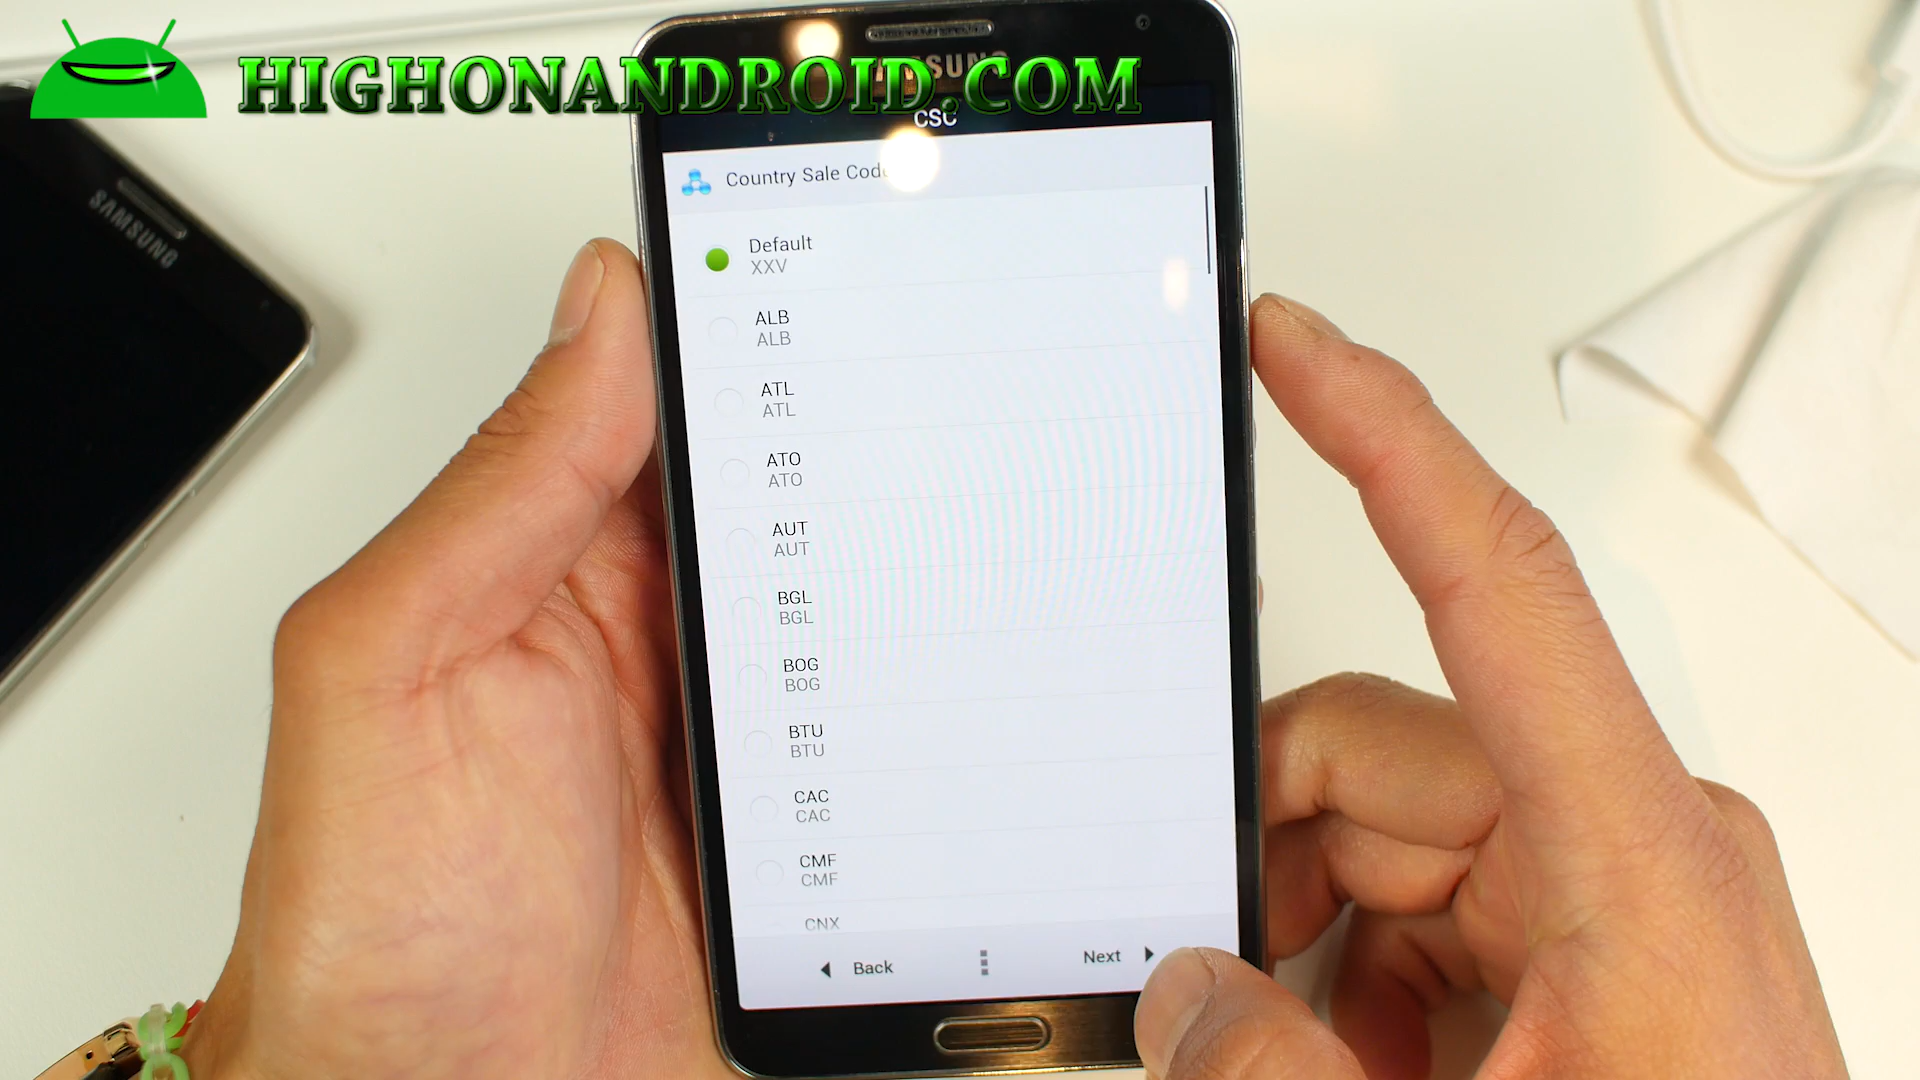 HIGHONANDROID.COM
SAMSUNG
CSC
Country Sale Code
Default
XXV
ALB
ALB
ATL
ATL
ATO
ATO
AUT
AUT
BGL
BGL
BOG
BOG
BTU
BTU
CAC
CAC
CMF
CMF
CNX
Back
Next
SAMSUNG